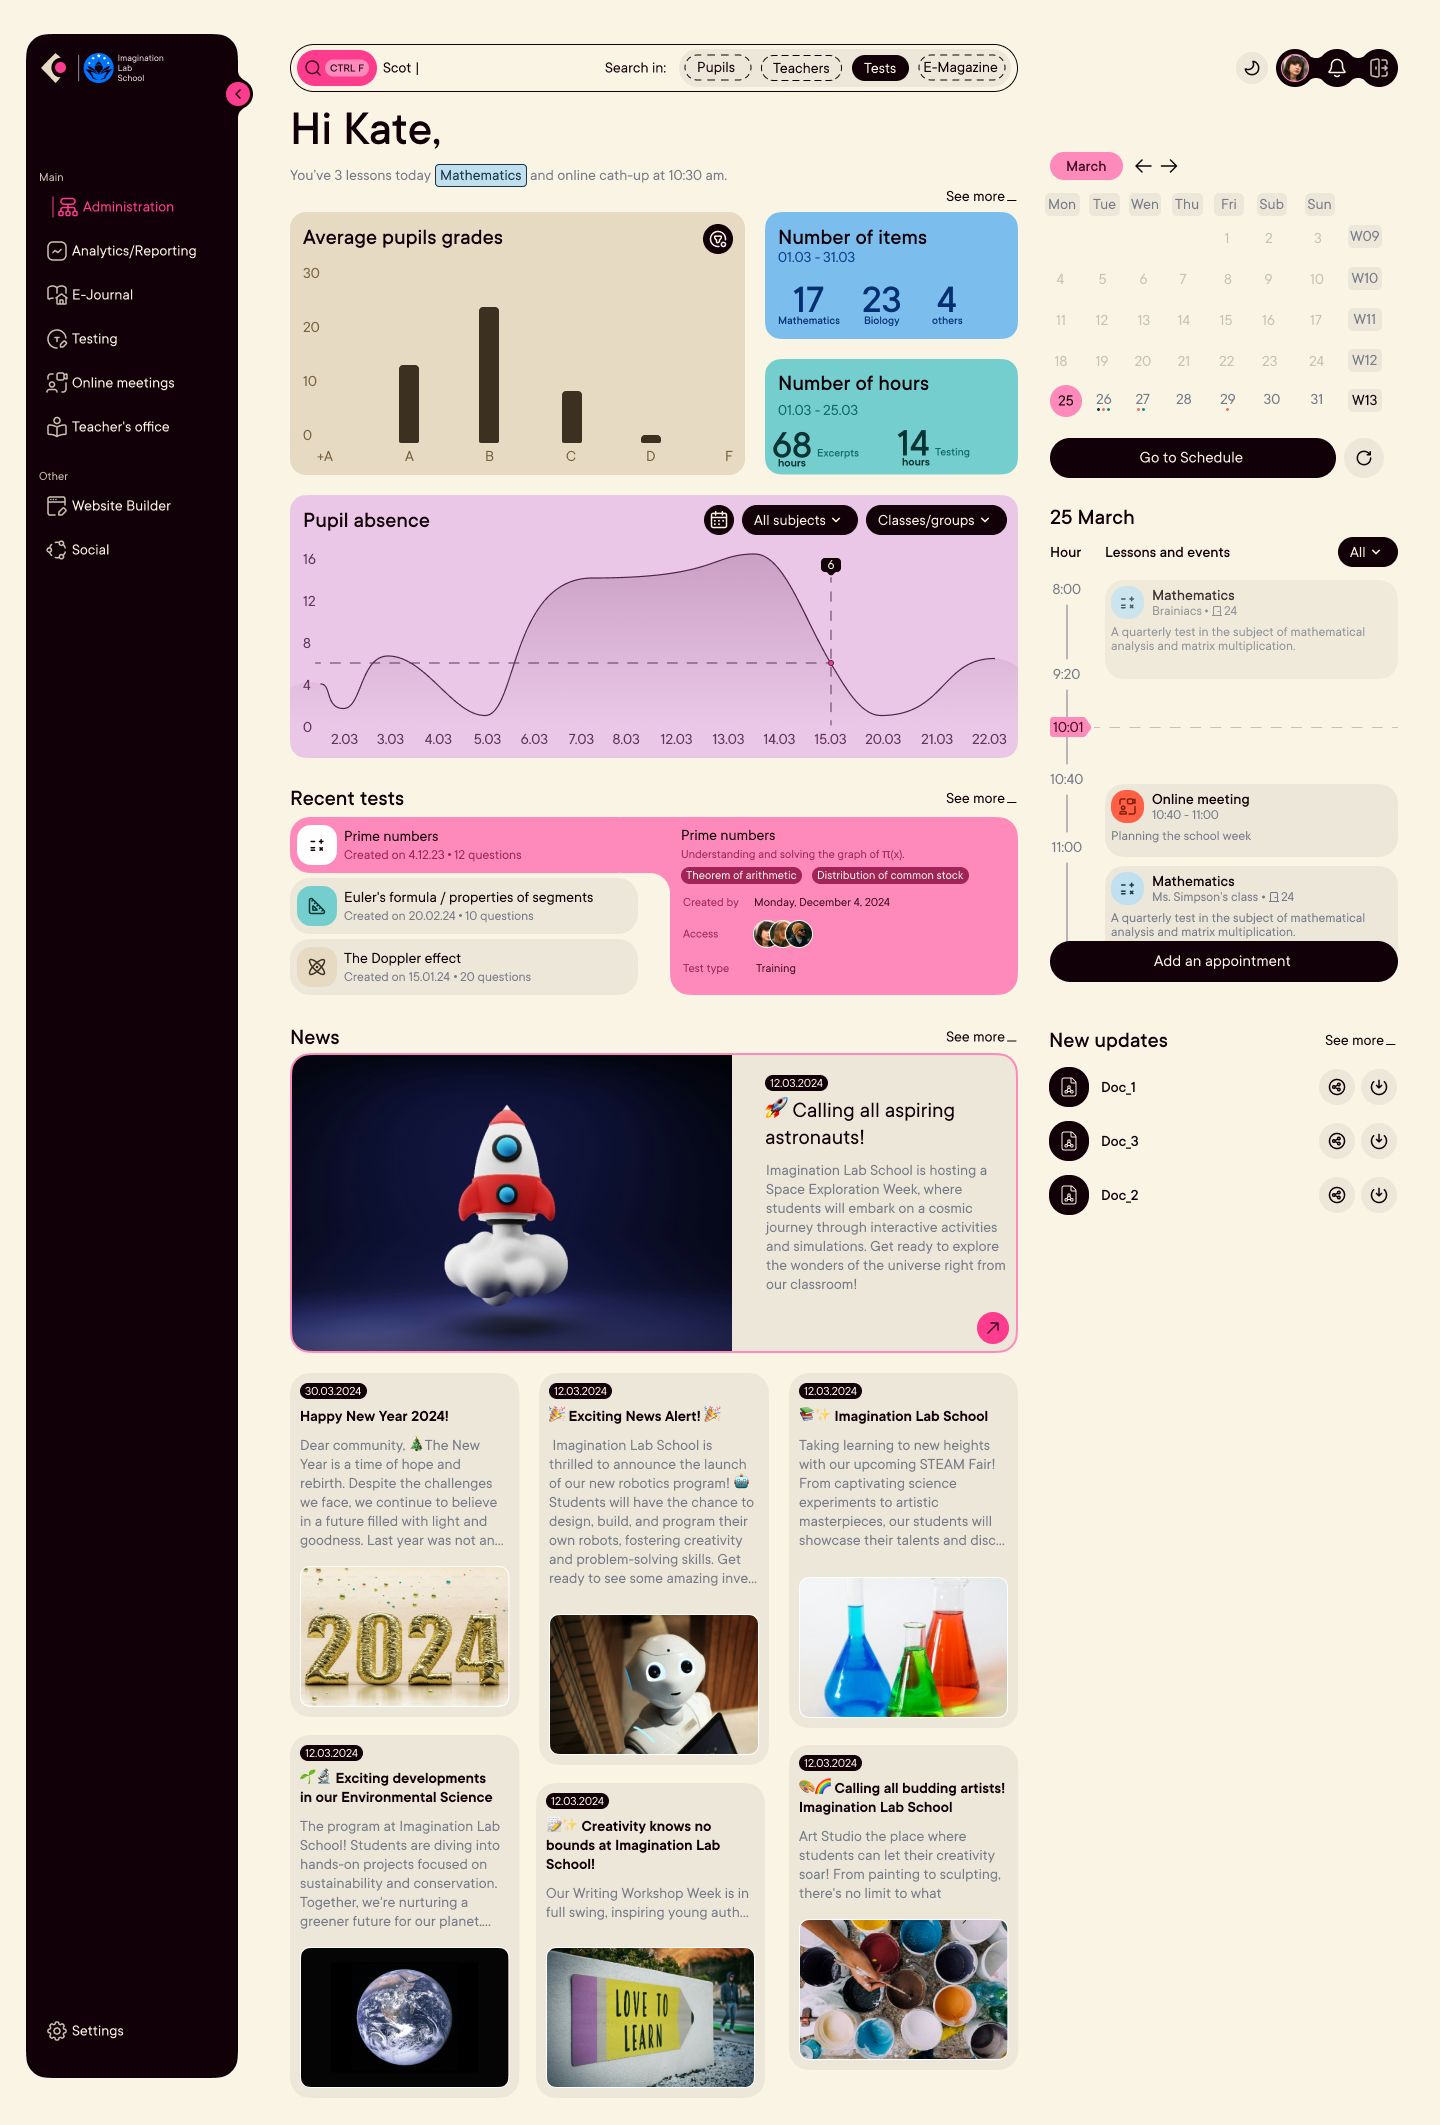 Imagination
Lab
School
Main
Administration
Analytics/Reporting
E-Journal
Testing
Online meetings
Teacher's office
Other
Website Builder
Social
Settings
CTRL F
Scot |
Search in:
Pupils
Teachers
Tests
E-Magazine
Hi Kate,
You've 3 lessons today Mathematics and online cath-up at 10:30 am.
See more
Average pupils grades
30
20
10
0
+A A B C D F
Number of items
01.03 - 31.03
17 23 4
Mathematics Biology others
Number of hours
01.03 - 25.03
68 hours Excerpts
14 hours Testing
Pupil absence
All subjects
Classes/groups
16
12
8
4
0
6
2.03 3.03 4.03 5.03 6.03 7.03 8.03 12.03 13.03 14.03 15.03 20.03 21.03 22.03
Recent tests
See more
Prime numbers
Created on 4.12.23 • 12 questions
Euler's formula / properties of segments
Created on 20.02.24 • 10 questions
The Doppler effect
Created on 15.01.24 • 20 questions
Prime numbers
Understanding and solving the graph of π(x).
Theorem of arithmetic
Distribution of common stock
Created by Monday, December 4, 2024
Access
Test type Training
News
See more
12.03.2024
🚀 Calling all aspiring
astronauts!
Imagination Lab School is hosting a
Space Exploration Week, where
students will embark on a cosmic
journey through interactive activities
and simulations. Get ready to explore
the wonders of the universe right from
our classroom!
30.03.2024
Happy New Year 2024!
Dear community, 🎄The New
Year is a time of hope and
rebirth. Despite the challenges
we face, we continue to believe
in a future filled with light and
goodness. Last year was not an...
2024
12.03.2024
🎉 Exciting News Alert! 🎉
Imagination Lab School is
thrilled to announce the launch
of our new robotics program! 🤖
Students will have the chance to
design, build, and program their
own robots, fostering creativity
and problem-solving skills. Get
ready to see some amazing inve...
12.03.2024
📚✨ Imagination Lab School
Taking learning to new heights
with our upcoming STEAM Fair!
From captivating science
experiments to artistic
masterpieces, our students will
showcase their talents and disc...
12.03.2024
🌱🔬 Exciting developments
in our Environmental Science
The program at Imagination Lab
School! Students are diving into
hands-on projects focused on
sustainability and conservation.
Together, we're nurturing a
greener future for our planet....
12.03.2024
📝✨ Creativity knows no
bounds at Imagination Lab
School!
Our Writing Workshop Week is in
full swing, inspiring young auth...
LOVE TO
LEARN
12.03.2024
🎨🌈 Calling all budding artists!
Imagination Lab School
Art Studio the place where
students can let their creativity
soar! From painting to sculpting,
there's no limit to what
March
Mon Tue Wen Thu Fri Sub Sun
1 2 3 W09
4 5 6 7 8 9 10 W10
11 12 13 14 15 16 17 W11
18 19 20 21 22 23 24 W12
25 26 27 28 29 30 31 W13
Go to Schedule
25 March
Hour
Lessons and events
All
8:00
Mathematics
Brainiacs • 24
A quarterly test in the subject of mathematical
analysis and matrix multiplication.
9:20
10:01
10:40
Online meeting
10:40 - 11:00
Planning the school week
11:00
Mathematics
Ms. Simpson's class • 24
A quarterly test in the subject of mathematical
analysis and matrix multiplication.
Add an appointment
New updates
See more
Doc_1
Doc_3
Doc_2